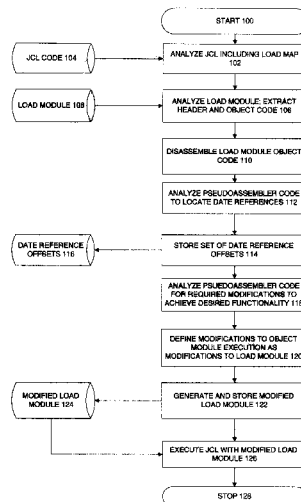 START 100
JCL CODE 104
ANALYZE JCL INCLUDING LOAD MAP
102
LOAD MODULE 108
ANALYZE LOAD MODULE; EXTRACT
HEADER AND OBJECT CODE 106
DISASSEMBLE LOAD MODULE OBJECT
CODE 110
ANALYZE PSEUDOASSEMBLER CODE
TO LOCATE DATE REFERENCES 112
DATE REFERENCE
OFFSETS 116
STORE SET OF DATE REFERENCE
OFFSETS 114
ANALYZE PSUEDOASSEMBLER CODE
FOR REQUIRED MODIFICATIONS TO
ACHIEVE DESIRED FUNCTIONALITY 118
DEFINE MODIFICATIONS TO OBJECT
MODULE EXECUTION AS
MODIFICATIONS TO LOAD MODULE 120
MODIFIED LOAD
MODULE 124
GENERATE AND STORE MODIFIED
LOAD MODULE 122
EXECUTE JCL WITH MODIFIED LOAD
MODULE 126
STOP 128